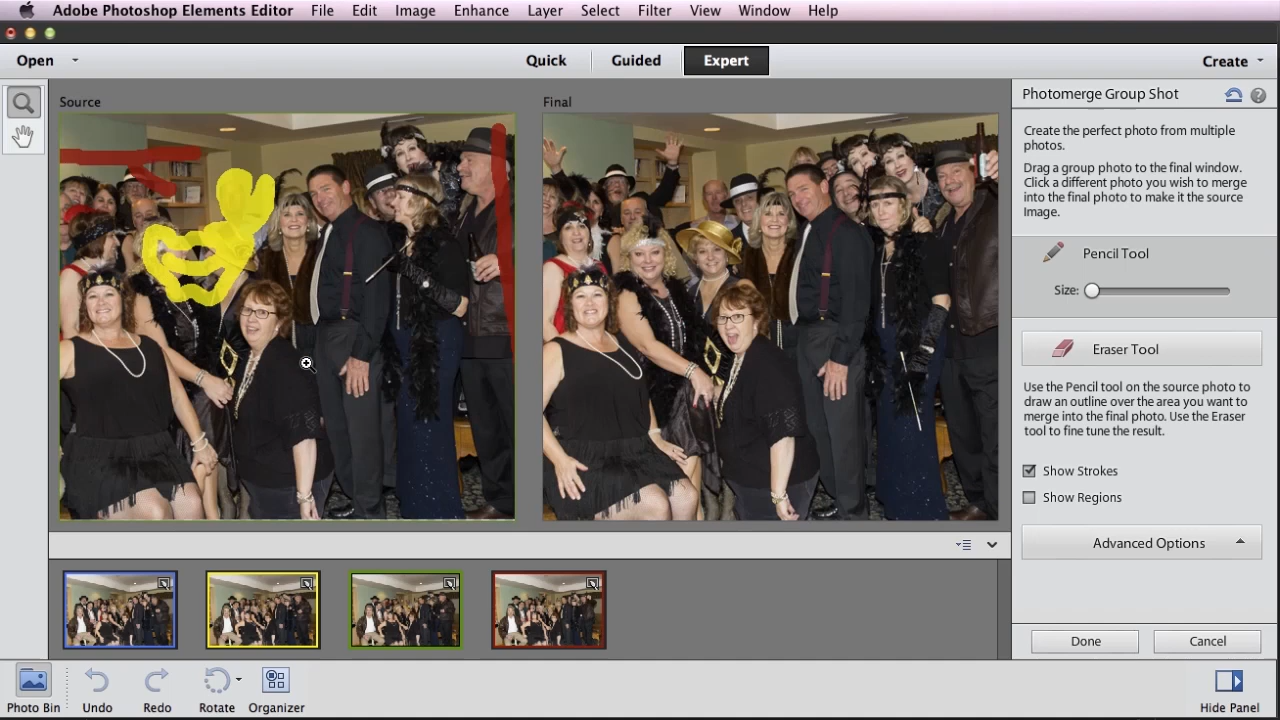 Adobe Photoshop Elements Editor File Edit Image Enhance Layer Select Filter View Window Help
Open Quick Guided Expert Create
Source Final Photomerge Group Shot
Create the perfect photo from multiple
photos.
Drag a group photo to the final window.
Click a different photo you wish to merge
into the final photo to make it the source
Image.
Pencil Tool
Size:
Eraser Tool
Use the Pencil tool on the source photo to
draw an outline over the area you want to
merge into the final photo. Use the Eraser
tool to fine tune the result.
Show Strokes
Show Regions
Advanced Options
Done Cancel
Photo Bin Undo Redo Rotate Organizer Hide Panel